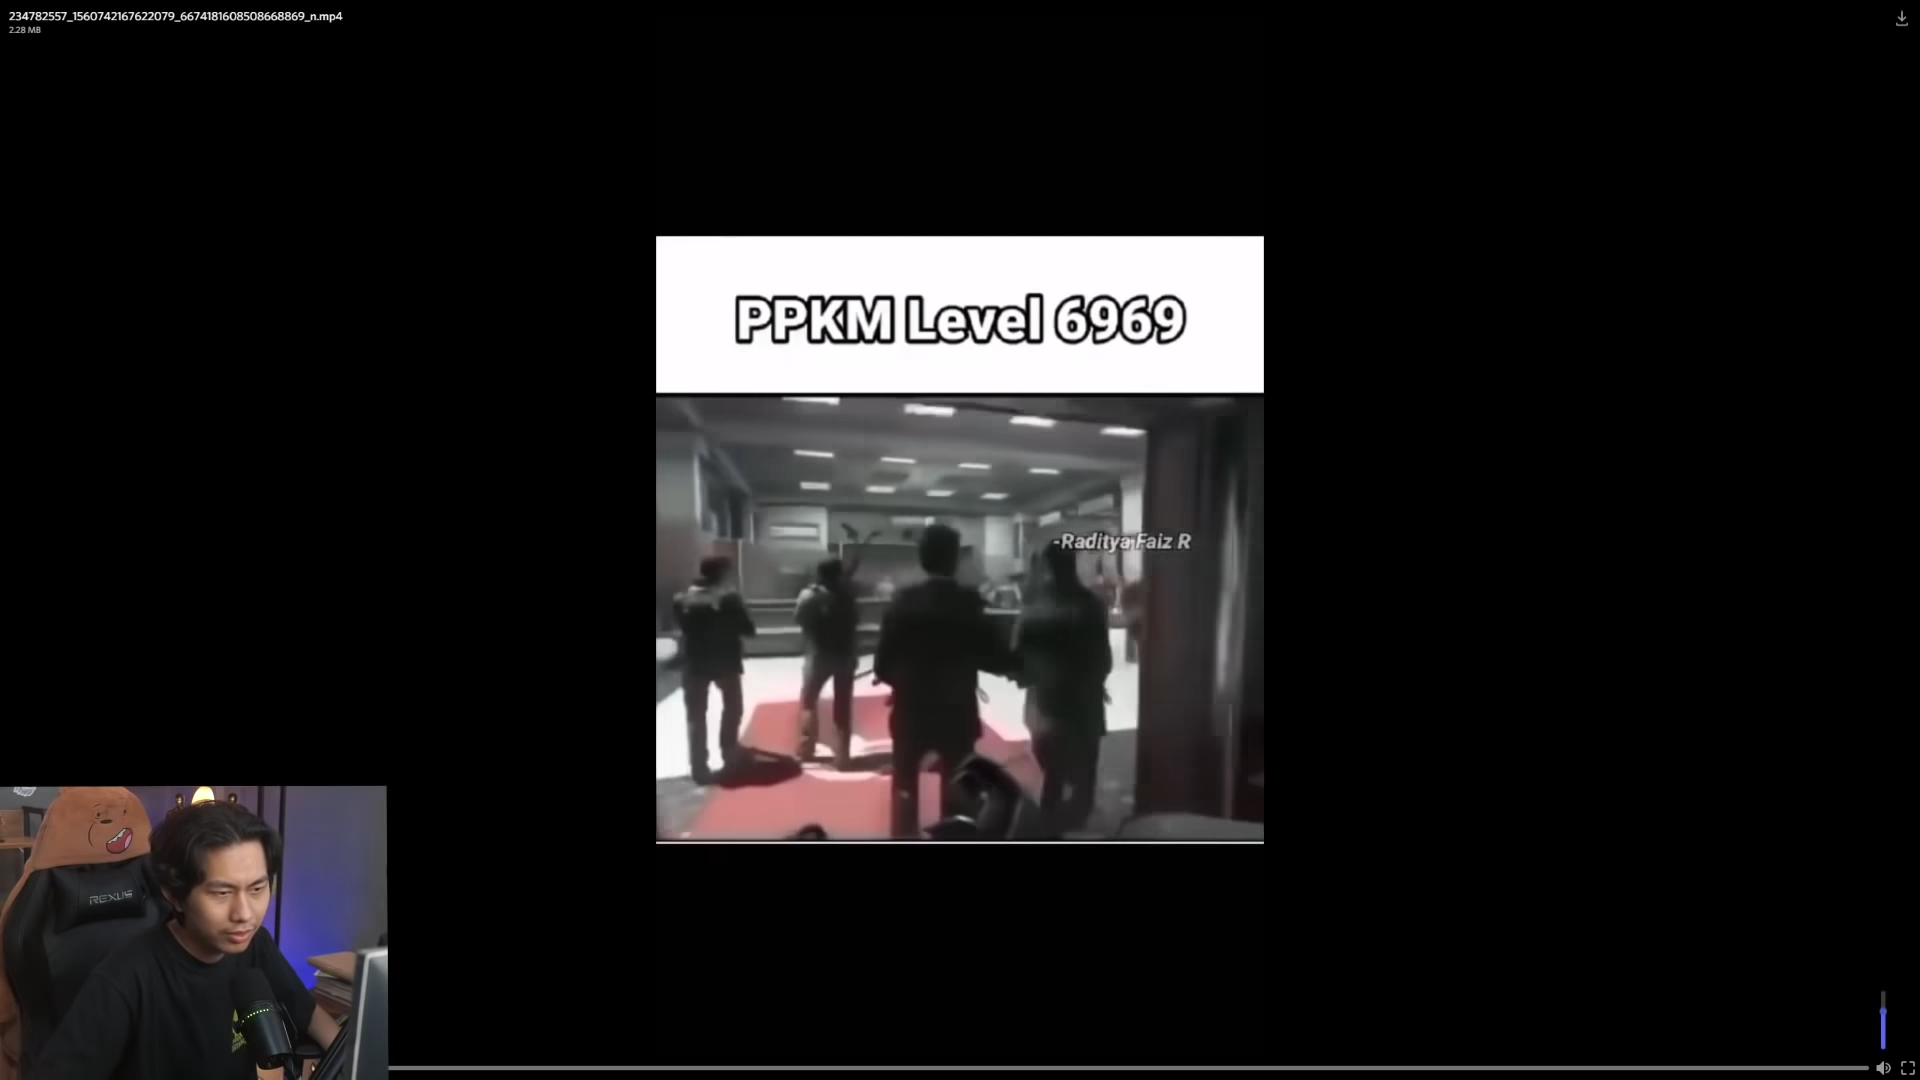 234782557_1560742167622079_6674181608508668869_n.mp4
2.28 MB
PPKM Level 6969
-Raditya Faiz R
REXUS